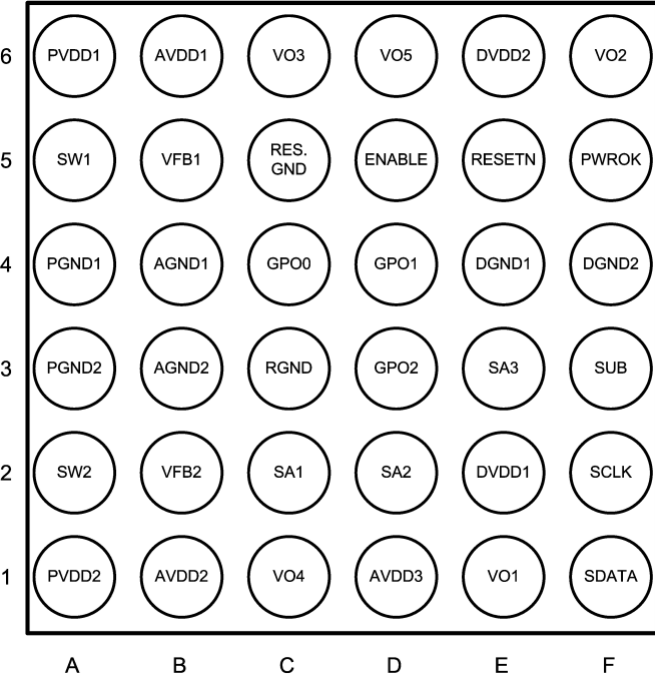 6 PVDD1 AVDD1 VO3 VO5 DVDD2 VO2
5 SW1 VFB1 RES. GND ENABLE RESETN PWROK
4 PGND1 AGND1 GPO0 GPO1 DGND1 DGND2
3 PGND2 AGND2 RGND GPO2 SA3 SUB
2 SW2 VFB2 SA1 SA2 DVDD1 SCLK
1 PVDD2 AVDD2 VO4 AVDD3 VO1 SDATA
A B C D E F